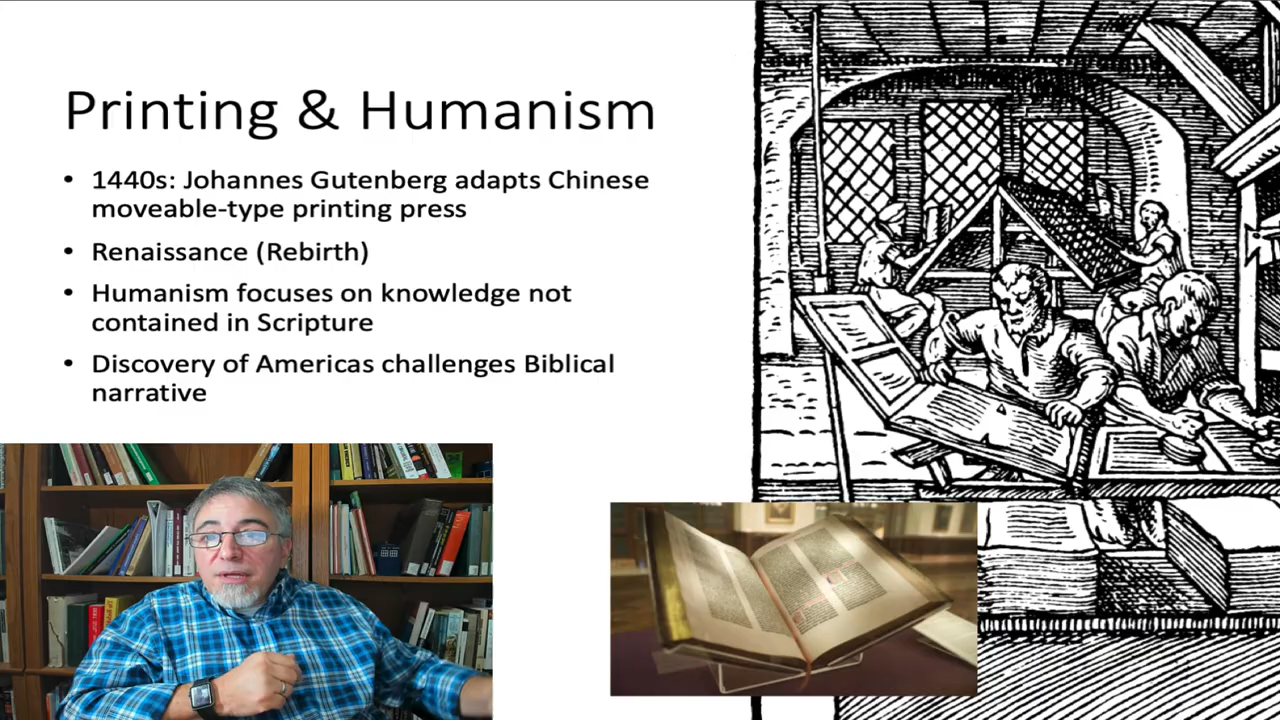 Printing & Humanism
• 1440s: Johannes Gutenberg adapts Chinese
moveable-type printing press
• Renaissance (Rebirth)
• Humanism focuses on knowledge not
contained in Scripture
• Discovery of Americas challenges Biblical
narrative